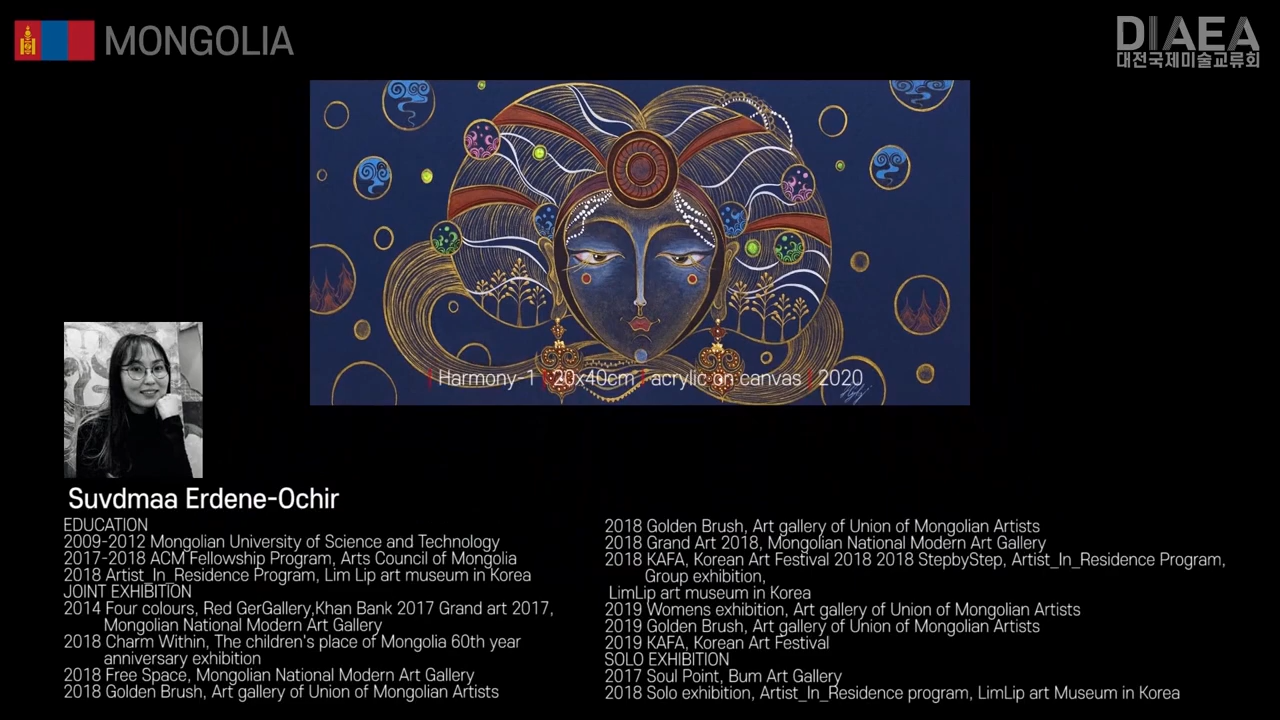 MONGOLIA
DIAEA
대전국제미술교류회
| Harmony-1 | 20x40cm | acrylic on canvas | 2020
Suvdmaa Erdene-Ochir
EDUCATION
2009-2012 Mongolian University of Science and Technology
2017-2018 ACM Fellowship Program, Arts Council of Mongolia
2018 Artist_In_Residence Program, Lim Lip art museum in Korea
JOINT EXHIBITION
2014 Four colours, Red GerGallery,Khan Bank 2017 Grand art 2017,
Mongolian National Modern Art Gallery
2018 Charm Within, The children's place of Mongolia 60th year
anniversary exhibition
2018 Free Space, Mongolian National Modern Art Gallery
2018 Golden Brush, Art gallery of Union of Mongolian Artists
2018 Golden Brush, Art gallery of Union of Mongolian Artists
2018 Grand Art 2018, Mongolian National Modern Art Gallery
2018 KAFA, Korean Art Festival 2018 2018 StepbyStep, Artist_In_Residence Program,
Group exhibition,
LimLip art museum in Korea
2019 Womens exhibition, Art gallery of Union of Mongolian Artists
2019 Golden Brush, Art gallery of Union of Mongolian Artists
2019 KAFA, Korean Art Festival
SOLO EXHIBITION
2017 Soul Point, Bum Art Gallery
2018 Solo exhibition, Artist_In_Residence program, LimLip art Museum in Korea